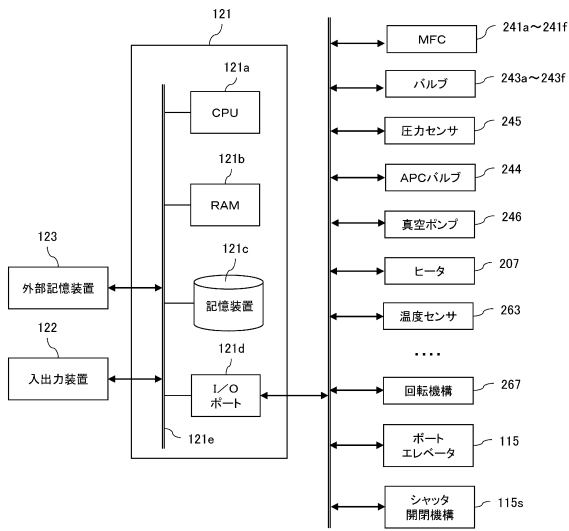 121
121a
CPU
121b
RAM
121c
記憶装置
121d
I/O
ポート
121e
123
外部記憶装置
122
入出力装置
MFC
241a～241f
バルブ
243a～243f
圧力センサ
245
APCバルブ
244
真空ポンプ
246
ヒータ
207
温度センサ
263
････
回転機構
267
ボート
エレベータ
115
シャッタ
開閉機構
115s